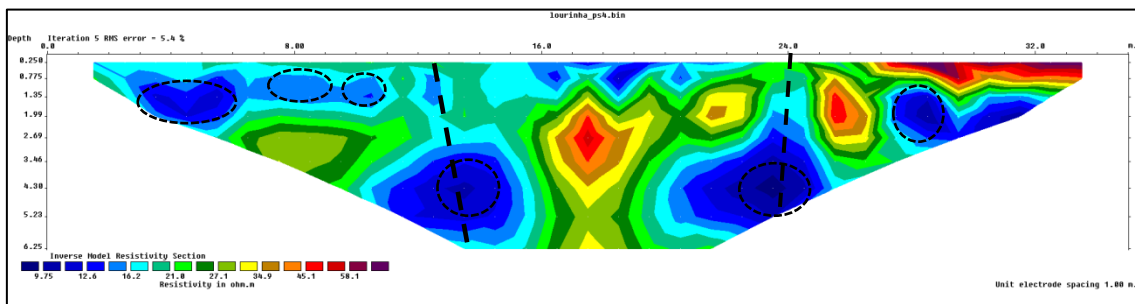 lourinha_ps4.bin
Depth Iteration 5 RMS error = 5.4 %
0.0 8.00 16.0 24.0 32.0 m.
0.250
0.775
1.35
1.99
2.69
3.46
4.30
5.23
6.25
Inverse Model Resistivity Section
9.75 12.6 16.2 21.0 27.1 34.9 45.1 58.1
Resistivity in ohm.m
Unit electrode spacing 1.00 m.